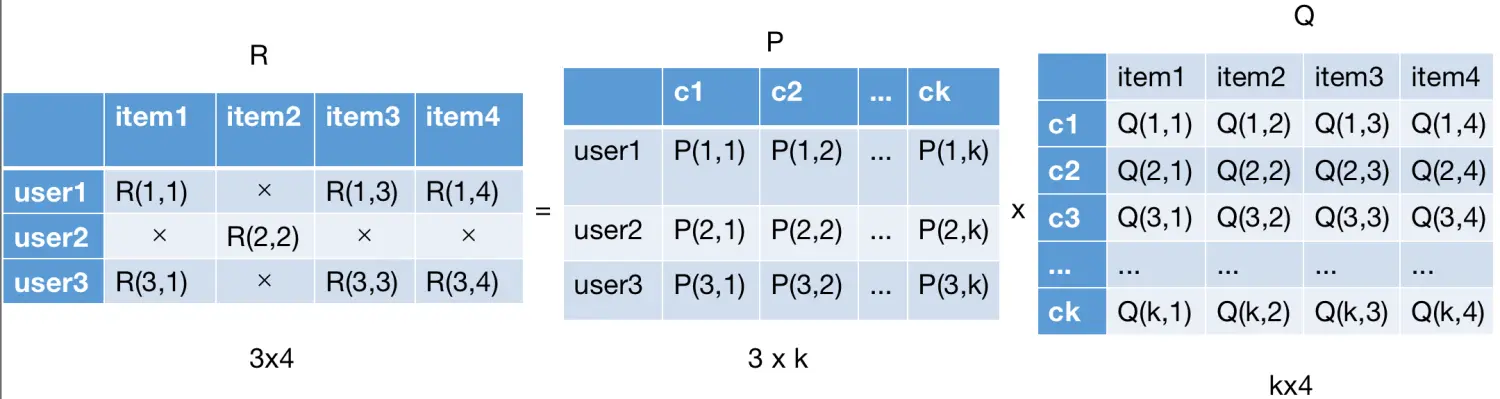 R
item1 item2 item3 item4
user1 R(1,1) × R(1,3) R(1,4)
user2 × R(2,2) × ×
user3 R(3,1) × R(3,3) R(3,4)
3x4
=
P
c1 c2 ... ck
user1 P(1,1) P(1,2) ... P(1,k)
user2 P(2,1) P(2,2) ... P(2,k)
user3 P(3,1) P(3,2) ... P(3,k)
3 x k
x
Q
item1 item2 item3 item4
c1 Q(1,1) Q(1,2) Q(1,3) Q(1,4)
c2 Q(2,1) Q(2,2) Q(2,3) Q(2,4)
c3 Q(3,1) Q(3,2) Q(3,3) Q(3,4)
... ... ... ... ...
ck Q(k,1) Q(k,2) Q(k,3) Q(k,4)
kx4